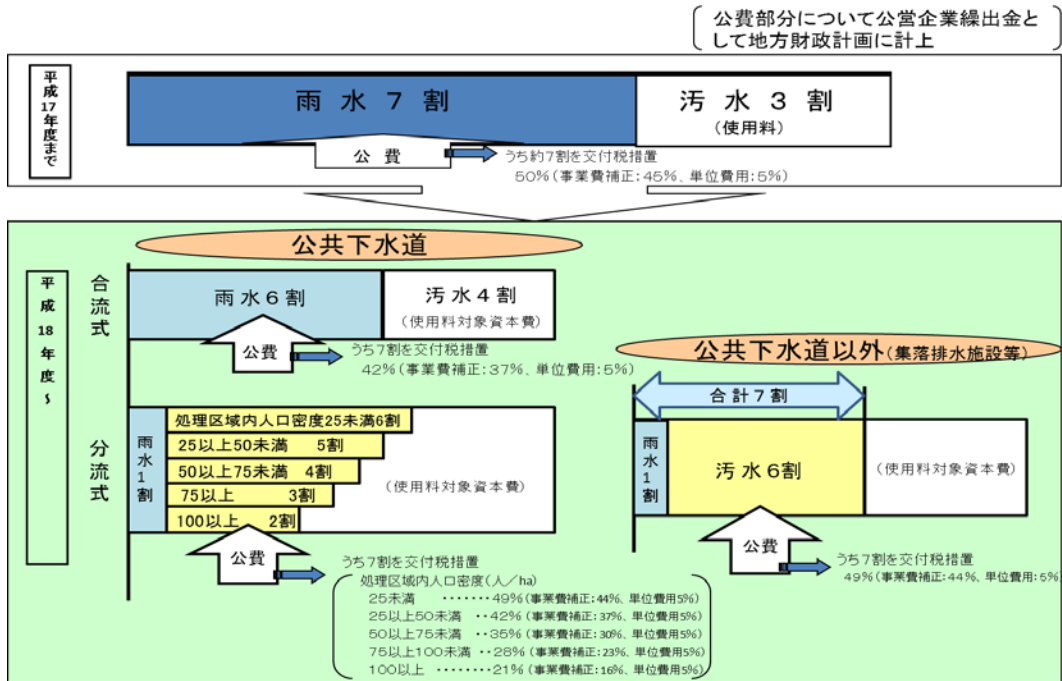 公費部分について公営企業繰出金と
して地方財政計画に計上
平成17年度まで
雨水7割
汚水3割
(使用料)
公費
うち約7割を交付税措置
50%(事業費補正:45%、単位費用:5%)
公共下水道
平成18年度~
合流式
雨水6割
汚水4割
(使用料対象資本費)
公費
うち7割を交付税措置
42%(事業費補正:37%、単位費用:5%)
分流式
雨水1割
処理区域内人口密度25未満6割
25以上50未満 5割
50以上75未満 4割
75以上 3割
100以上 2割
(使用料対象資本費)
公費
うち7割を交付税措置
処理区域内人口密度(人/ha)
25未満 ・・・・・・・49%(事業費補正:44%、単位費用5%)
25以上50未満 ・・42%(事業費補正:37%、単位費用5%)
50以上75未満 ・・35%(事業費補正:30%、単位費用5%)
75以上100未満 ・・28%(事業費補正:23%、単位費用5%)
100以上 ・・・・・・・・21%(事業費補正:16%、単位費用5%)
公共下水道以外(集落排水施設等)
合計7割
雨水1割
汚水6割
(使用料対象資本費)
公費
うち7割を交付税措置
49%(事業費補正:44%、単位費用:5%)